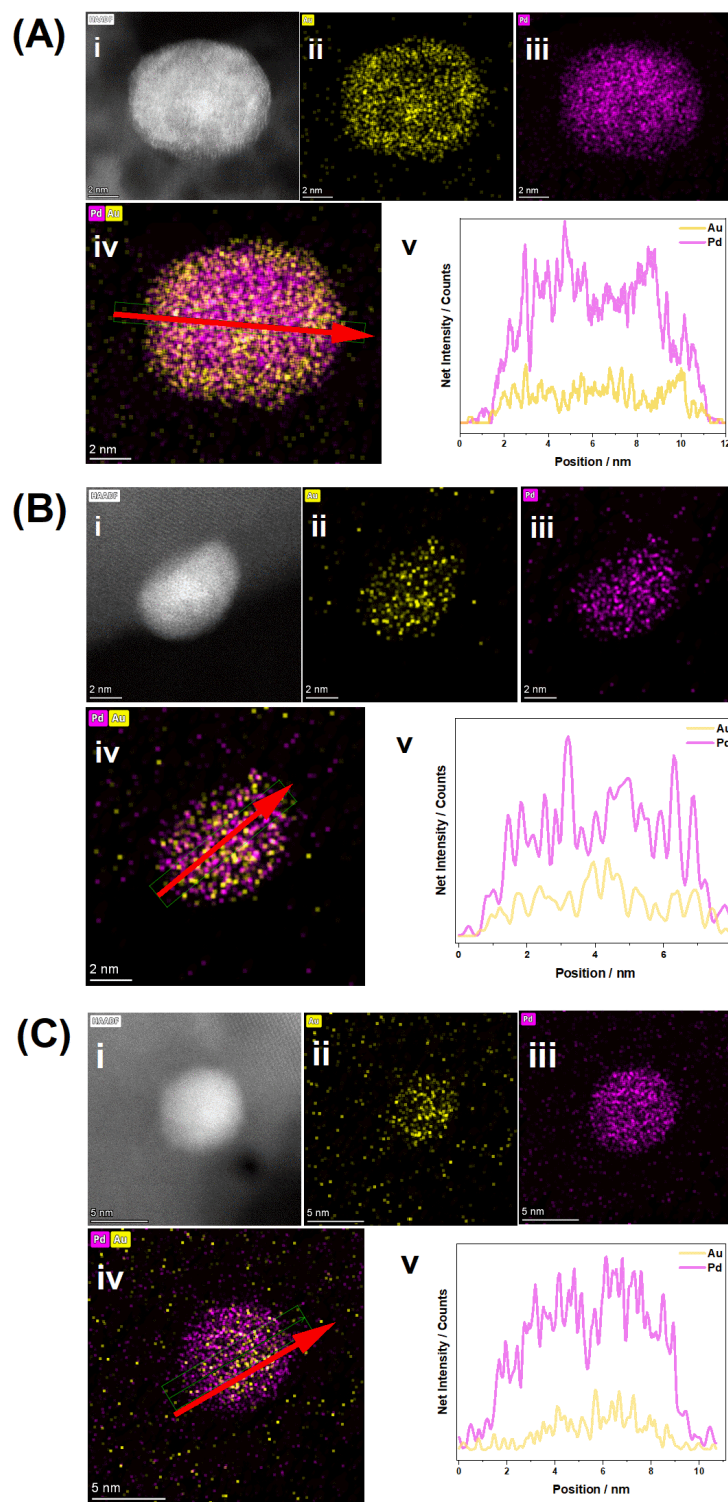 (A)
HAADF
i
2 nm
Au
ii
2 nm
Pd
iii
2 nm
Pd Au
iv
2 nm
v
Au
Pd
Net Intensity / Counts
0 2 4 6 8 10 12
Position / nm
(B)
HAADF
i
2 nm
Au
ii
2 nm
Pd
iii
2 nm
Pd Au
iv
2 nm
v
Au
Pd
Net Intensity / Counts
0 2 4 6
Position / nm
(C)
HAADF
i
5 nm
Au
ii
5 nm
Pd
iii
5 nm
Pd Au
iv
5 nm
v
Au
Pd
Net Intensity / Counts
0 2 4 6 8 10
Position / nm